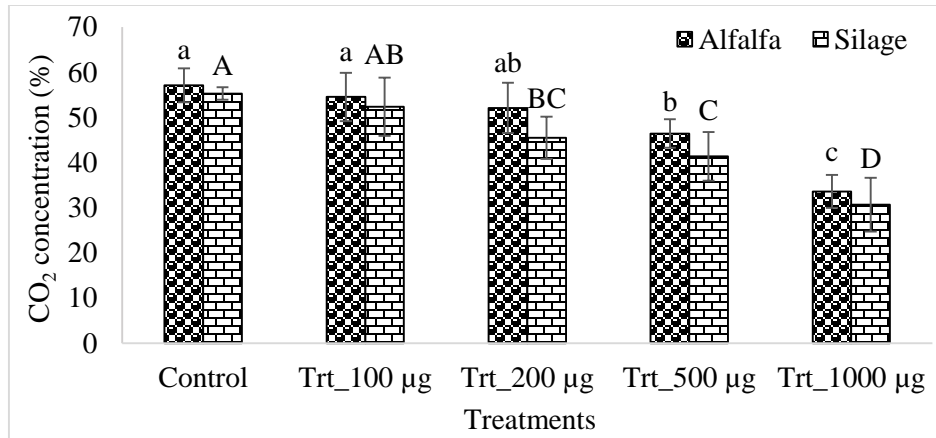 70
60
50
40
30
20
10
0
CO₂ concentration (%)
Alfalfa
Silage
a
A
a
AB
ab
BC
b
C
c
D
Control
Trt_100 µg
Trt_200 µg
Trt_500 µg
Trt_1000 µg
Treatments